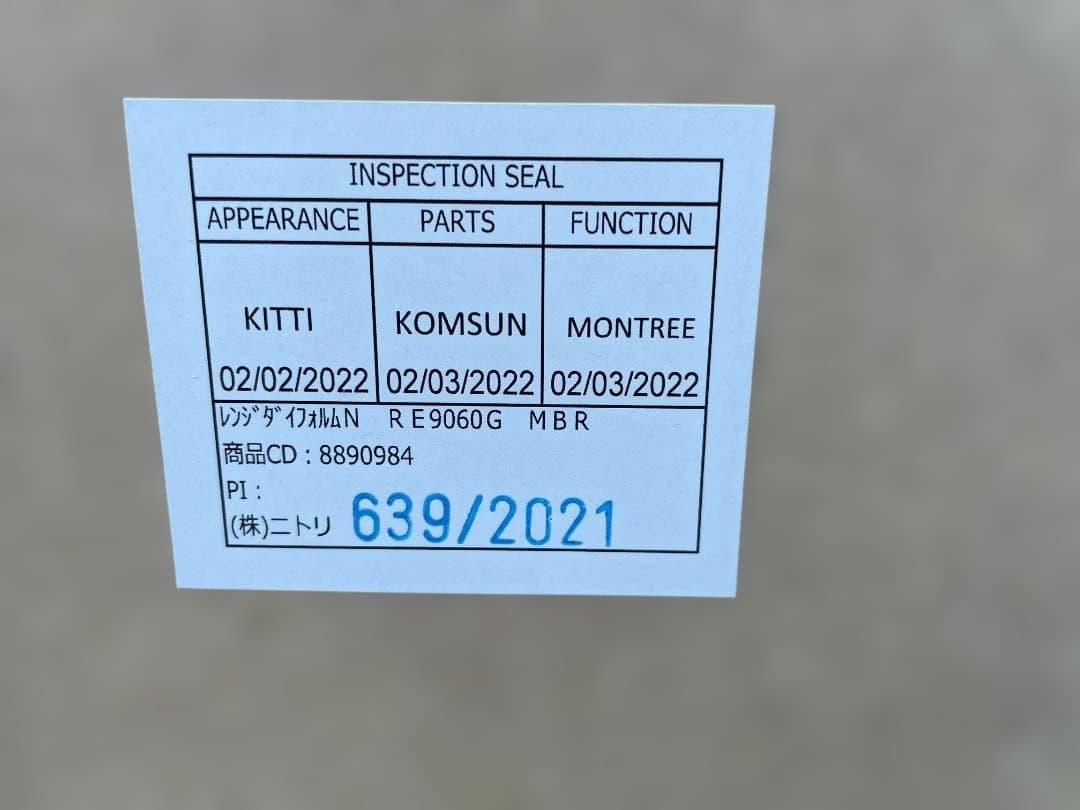 INSPECTION SEAL
APPEARANCE PARTS FUNCTION
KITTI KOMSUN MONTREE
02/02/2022 02/03/2022 02/03/2022
ﾚﾝｼﾞﾀﾞｲﾌｫﾙﾑN RE9060G MBR
商品CD：8890984
PI：
(株)ニトリ 639/2021